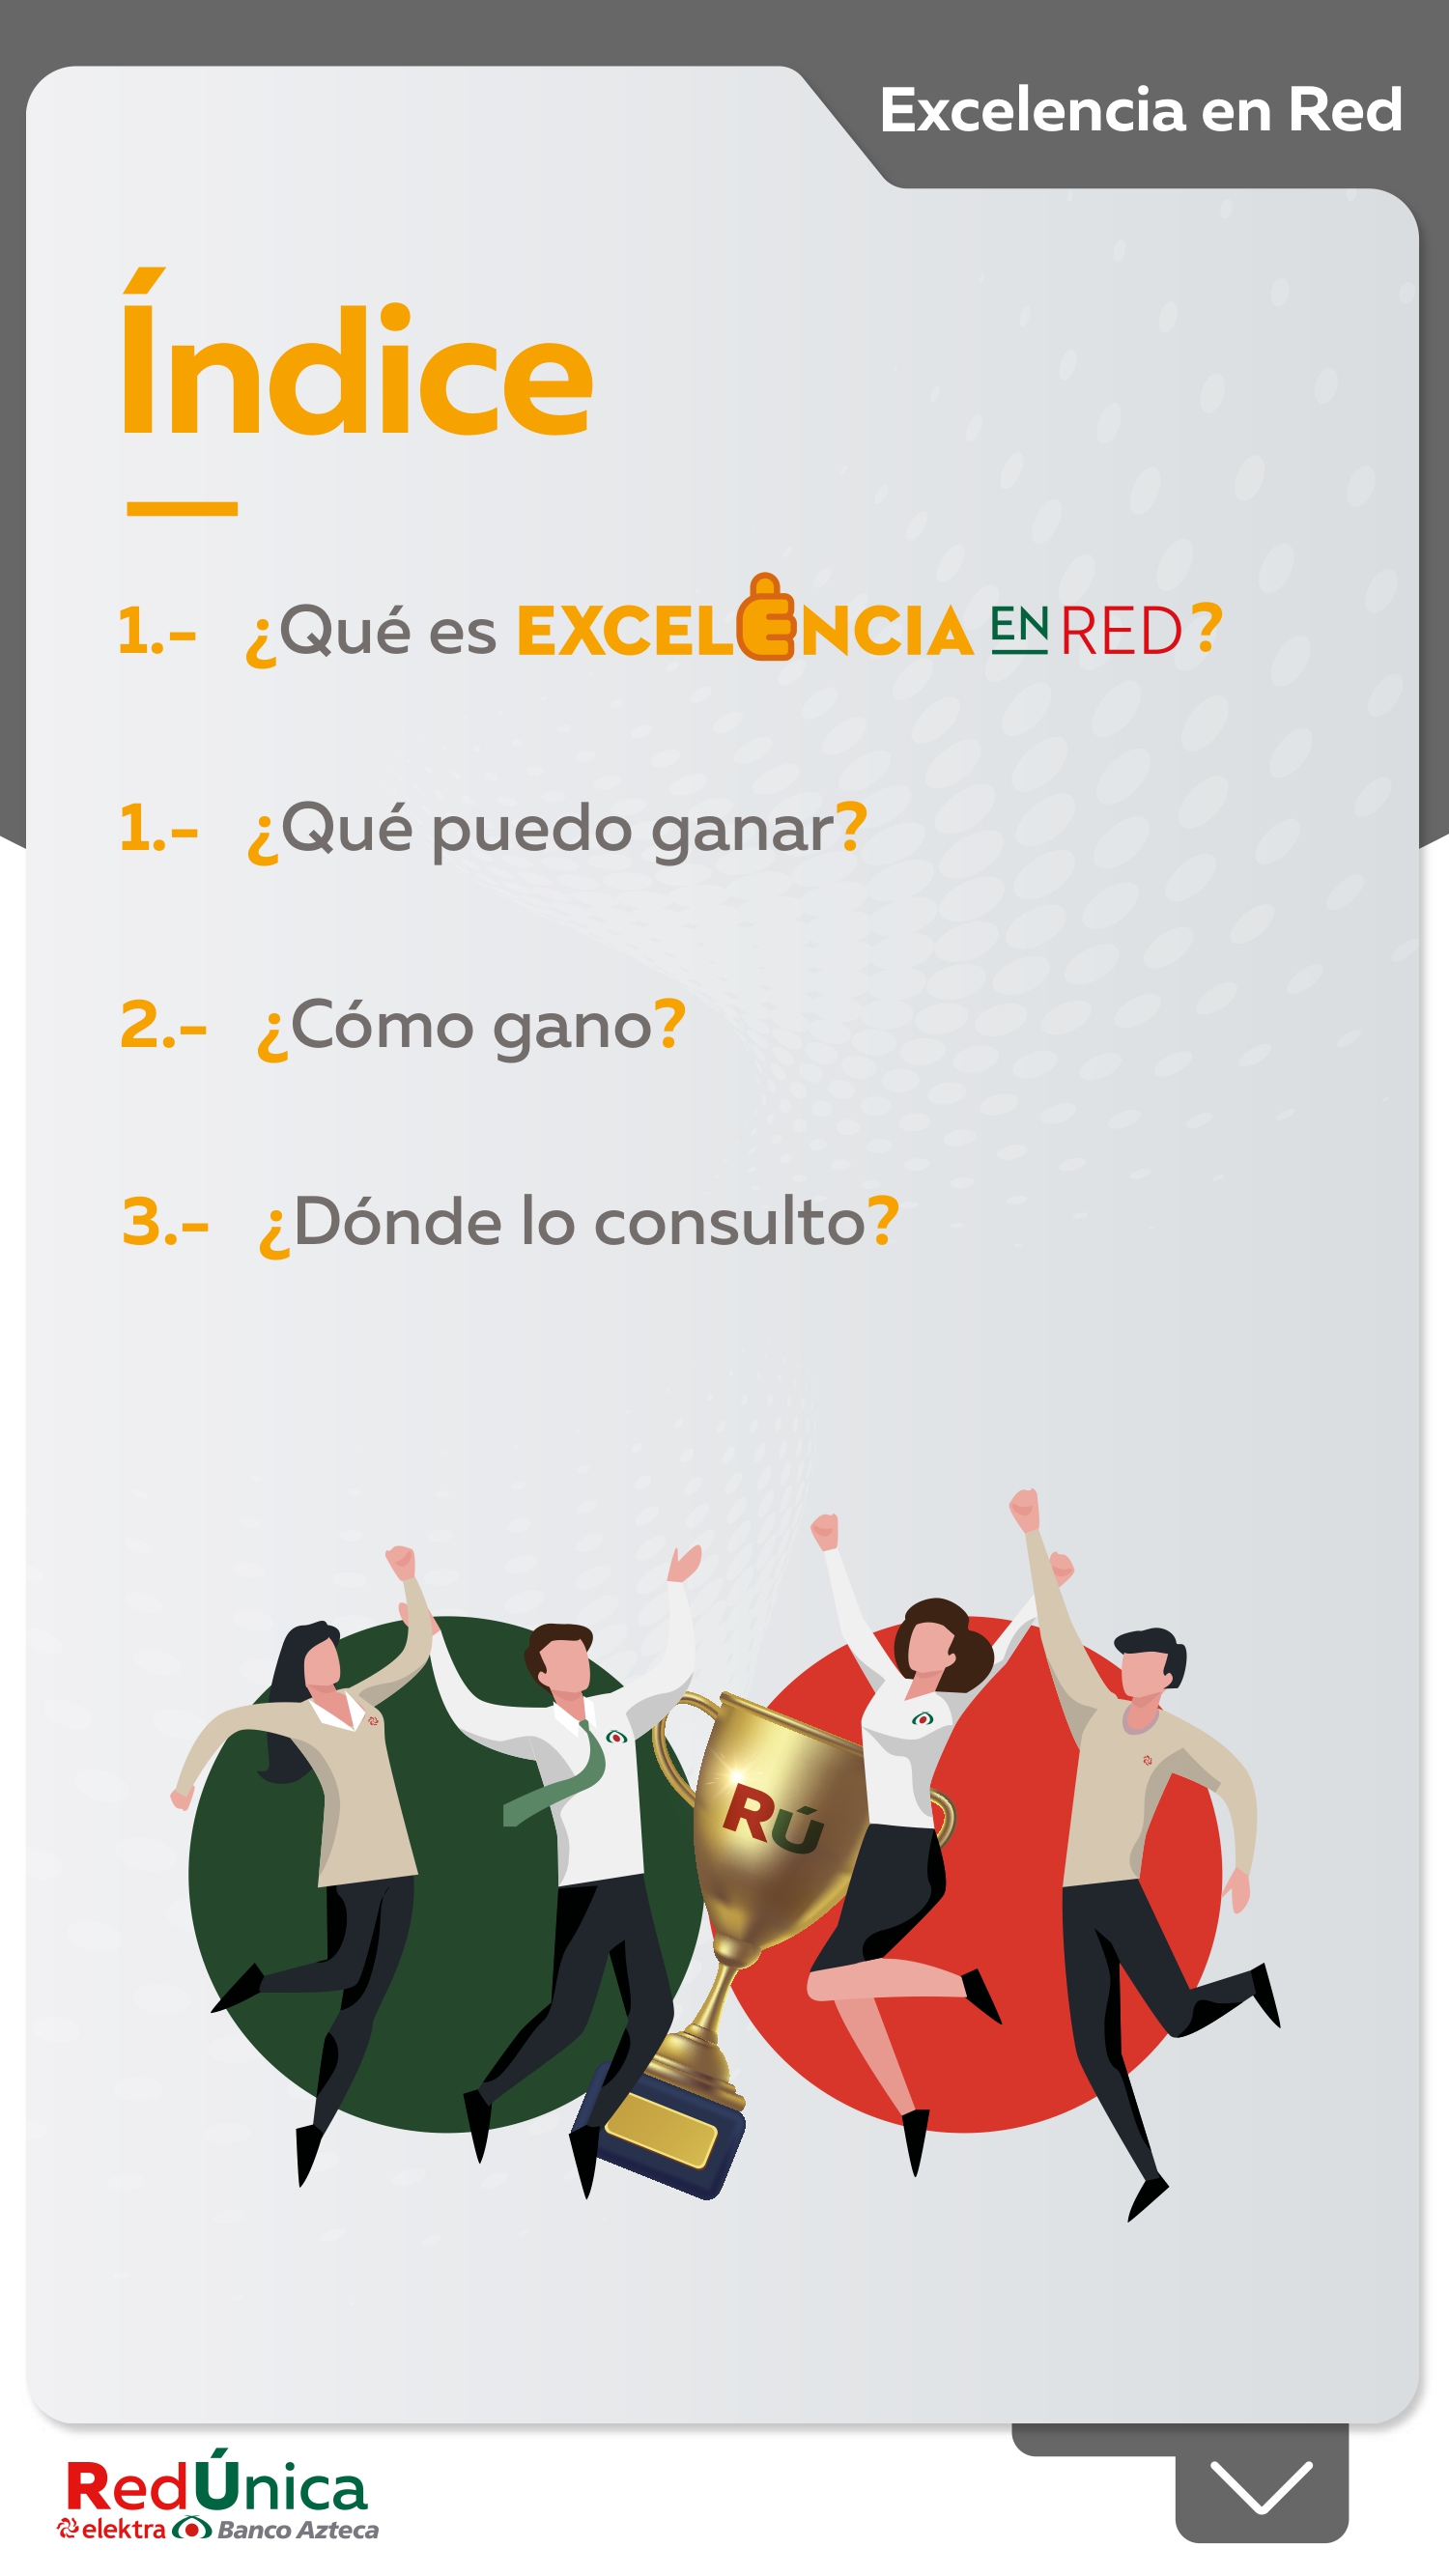 Excelencia en Red
Índice
1.- ¿Qué es EXCELENCIA EN RED?
1.- ¿Qué puedo ganar?
2.- ¿Cómo gano?
3.- ¿Dónde lo consulto?
RÚ
RedÚnica
elektra Banco Azteca